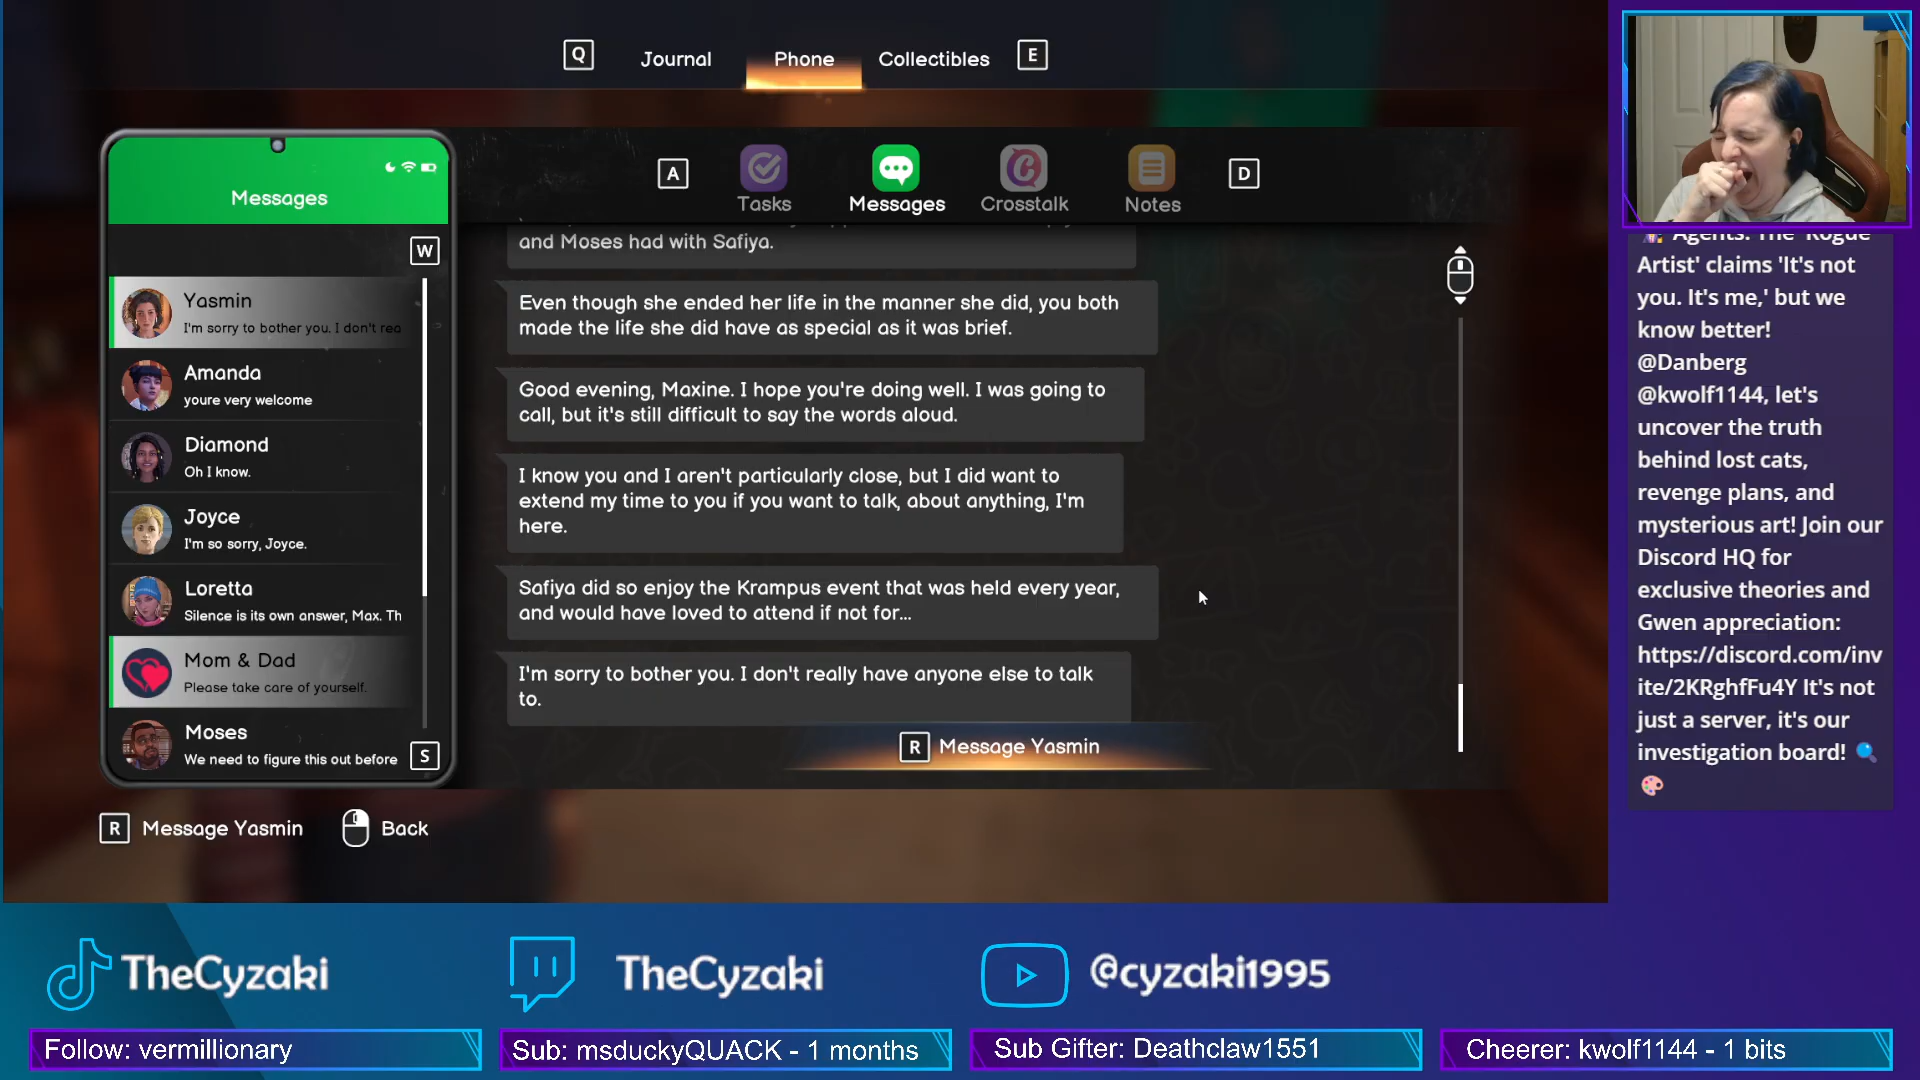 Q
Journal
Phone
Collectibles
E
Messages
A
Tasks
Messages
Crosstalk
Notes
D
W
Yasmin
I'm sorry to bother you. I don't rea
Amanda
youre very welcome
Diamond
Oh I know.
Joyce
I'm so sorry, Joyce.
Loretta
Silence is its own answer, Max. Th
Mom & Dad
Please take care of yourself.
Moses
We need to figure this out before
S
and Moses had with Safiya.
Even though she ended her life in the manner she did, you both
made the life she did have as special as it was brief.
Good evening, Maxine. I hope you're doing well. I was going to
call, but it's still difficult to say the words aloud.
I know you and I aren't particularly close, but I did want to
extend my time to you if you want to talk, about anything, I'm
here.
Safiya did so enjoy the Krampus event that was held every year,
and would have loved to attend if not for...
I'm sorry to bother you. I don't really have anyone else to talk
to.
R Message Yasmin
R Message Yasmin
Back
Agents: The 'Rogue
Artist' claims 'It's not
you. It's me,' but we
know better!
@Danberg
@kwolf1144, let's
uncover the truth
behind lost cats,
revenge plans, and
mysterious art! Join our
Discord HQ for
exclusive theories and
Gwen appreciation:
https://discord.com/inv
ite/2KRghfFu4Y It's not
just a server, it's our
investigation board!
TheCyzaki
TheCyzaki
@cyzaki1995
Follow: vermillionary
Sub: msduckyQUACK - 1 months
Sub Gifter: Deathclaw1551
Cheerer: kwolf1144 - 1 bits